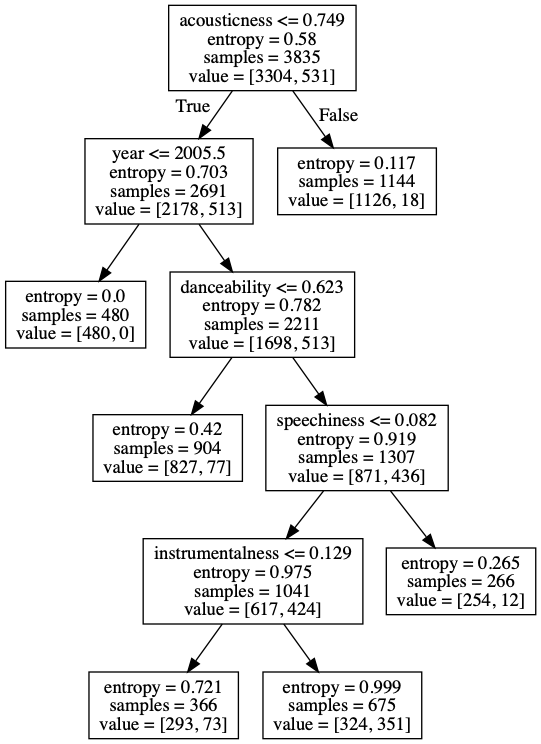 acousticness <= 0.749
entropy = 0.58
samples = 3835
value = [3304, 531]
True
False
year <= 2005.5
entropy = 0.703
samples = 2691
value = [2178, 513]
entropy = 0.117
samples = 1144
value = [1126, 18]
entropy = 0.0
samples = 480
value = [480, 0]
danceability <= 0.623
entropy = 0.782
samples = 2211
value = [1698, 513]
entropy = 0.42
samples = 904
value = [827, 77]
speechiness <= 0.082
entropy = 0.919
samples = 1307
value = [871, 436]
instrumentalness <= 0.129
entropy = 0.975
samples = 1041
value = [617, 424]
entropy = 0.265
samples = 266
value = [254, 12]
entropy = 0.721
samples = 366
value = [293, 73]
entropy = 0.999
samples = 675
value = [324, 351]